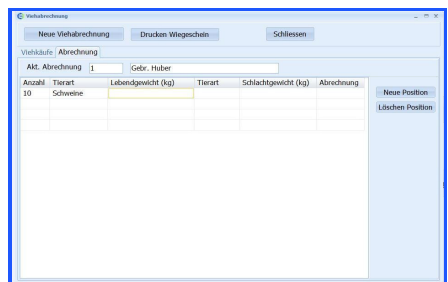 Viehabrechnung
Neue Viehabrechnung Drucken Wiegeschein Schliessen
Viehkäufe Abrechnung
Akt. Abrechnung 1 Gebr. Huber
Anzahl Tierart Lebendgewicht (kg) Tierart Schlachtgewicht (kg) Abrechnung
10 Schweine
Neue Position
Löschen Position